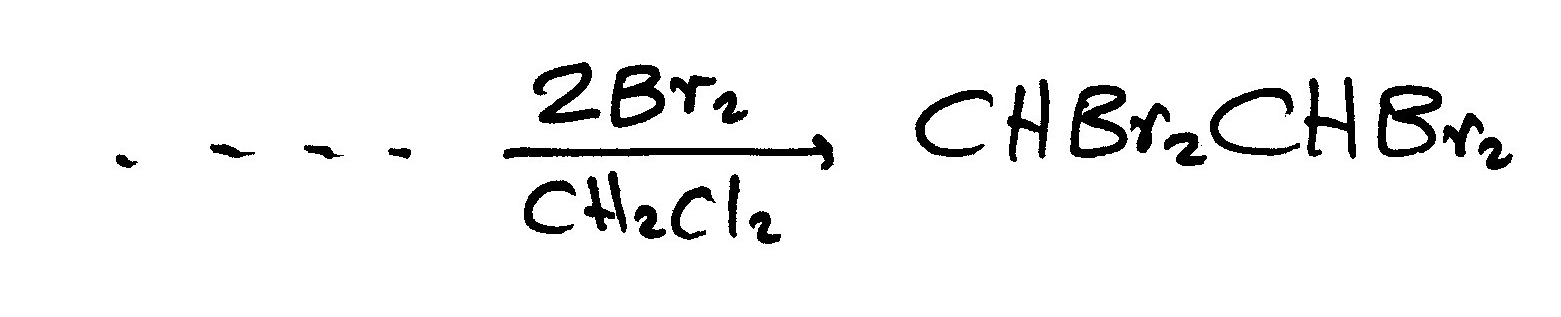 2Br₂
- - - - ⟶ CHBr₂CHBr₂
CH₂Cl₂